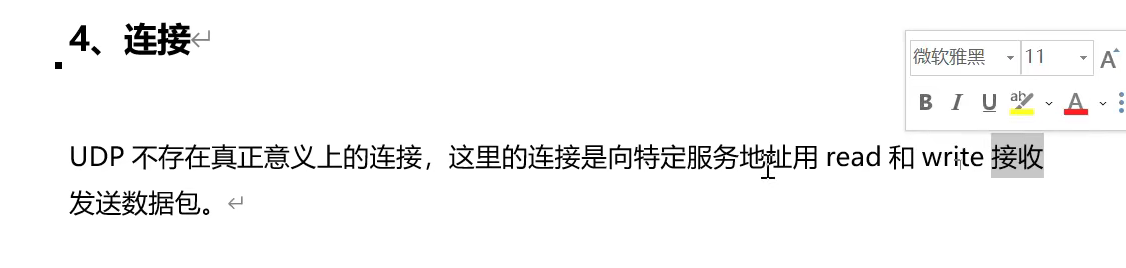 4、连接
微软雅黑 11 A
B I U ab A
UDP 不存在真正意义上的连接，这里的连接是向特定服务地址用 read 和 write 接收
发送数据包。